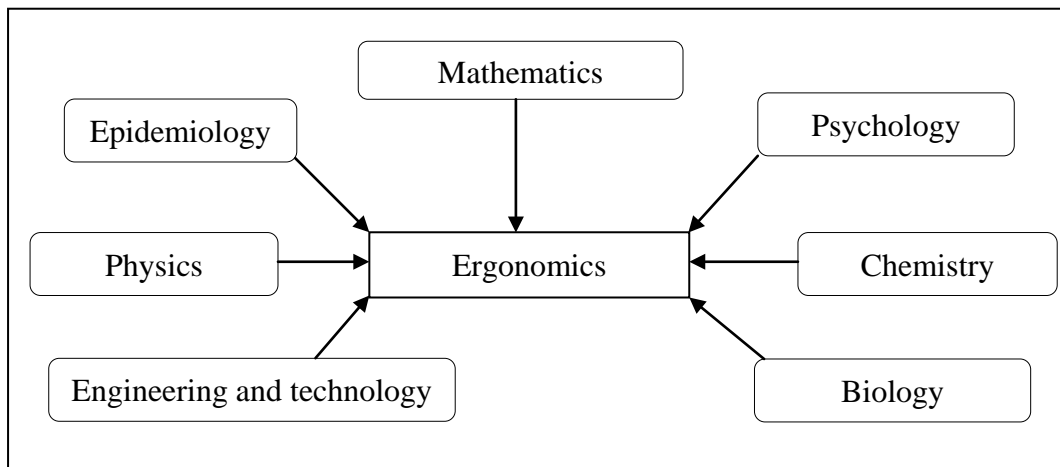 Mathematics
Epidemiology
Psychology
Physics
Ergonomics
Chemistry
Engineering and technology
Biology